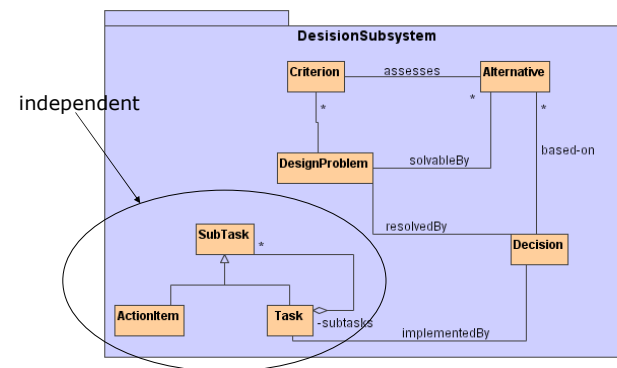 DesisionSubsystem
Criterion
assesses
Alternative
independent
*
*
*
based-on
DesignProblem
solvableBy
resolvedBy
SubTask
*
Decision
ActionItem
Task
-subtasks
implementedBy